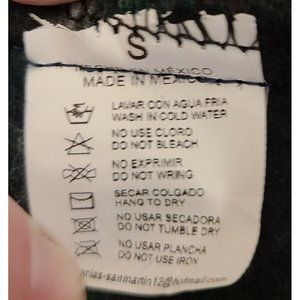 S
HECHO EN MÉXICO
MADE IN MÉXICO
LAVAR CON AGUA FRIA
WASH IN COLD WATER
NO USE CLORO
DO NOT BLEACH
NO EXPRIMIR
DO NOT WRING
SECAR COLGADO
HANG TO DRY
NO USAR SECADORA
DO NOT TUMBLE DRY
NO USAR PLANCHA
DO NOT USE IRON